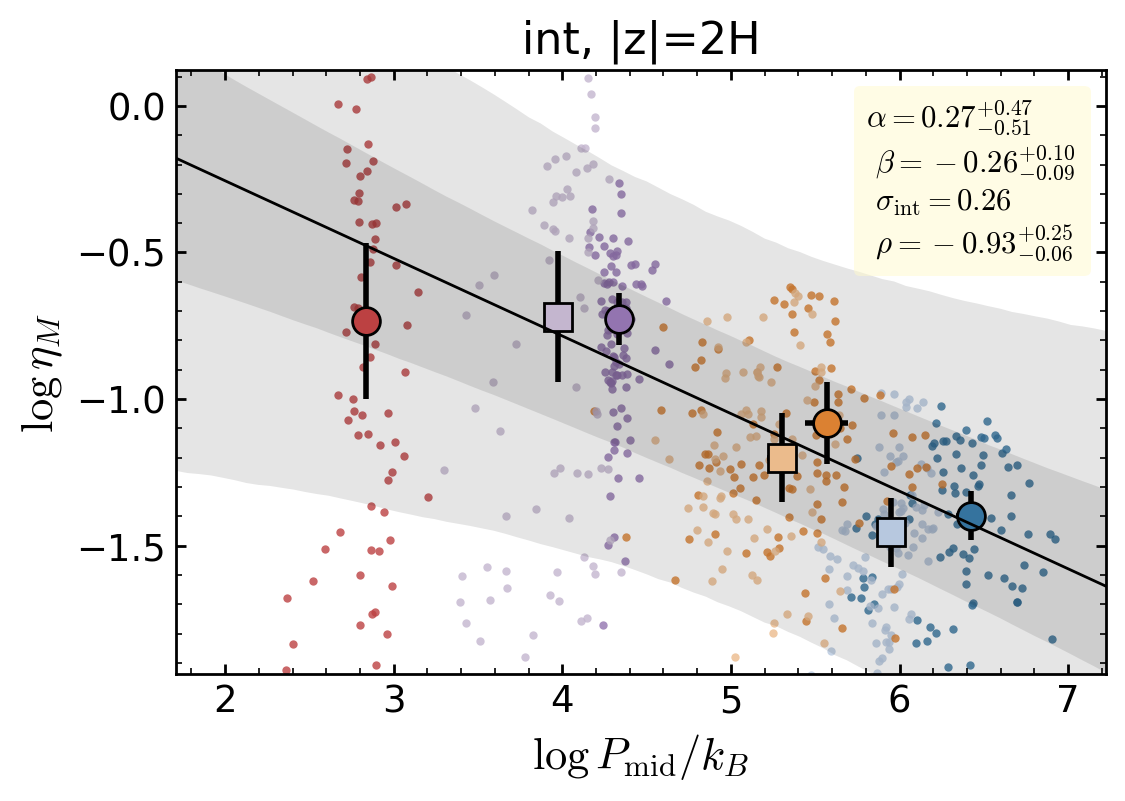 int, |z|=2H
α = 0.27^{+0.47}_{−0.51}
β = −0.26^{+0.10}_{−0.09}
σ_int = 0.26
ρ = −0.93^{+0.25}_{−0.06}
0.0
−0.5
−1.0
−1.5
log η_M
2 3 4 5 6 7
log P_mid/k_B